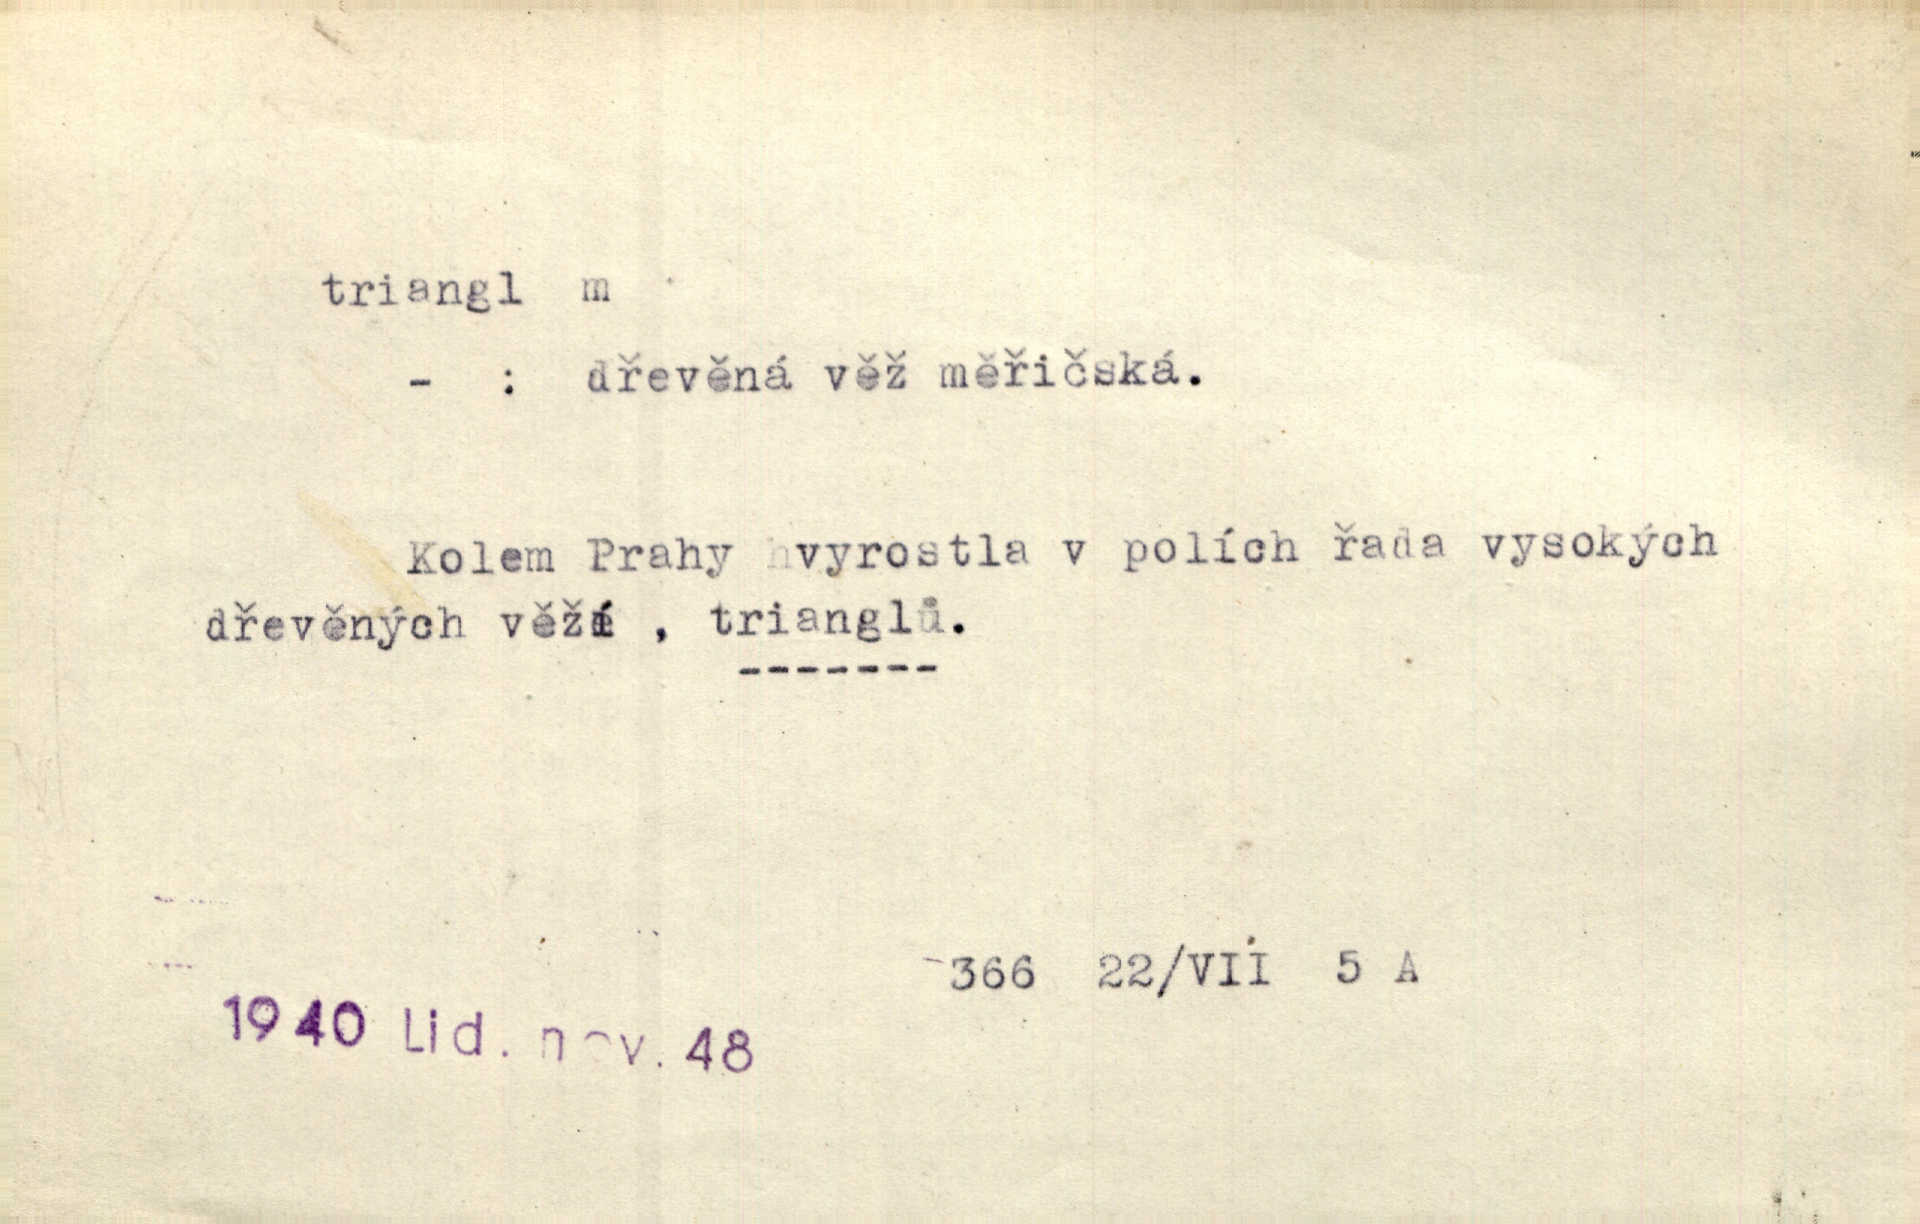 triangl m
- : dřevěná věž měřičská.
Kolem Prahy vyrostla v polích řada vysokých
dřevěných věží , trianglů.
-------
366 22/VII 5 A
1940 Lid. nov. 48